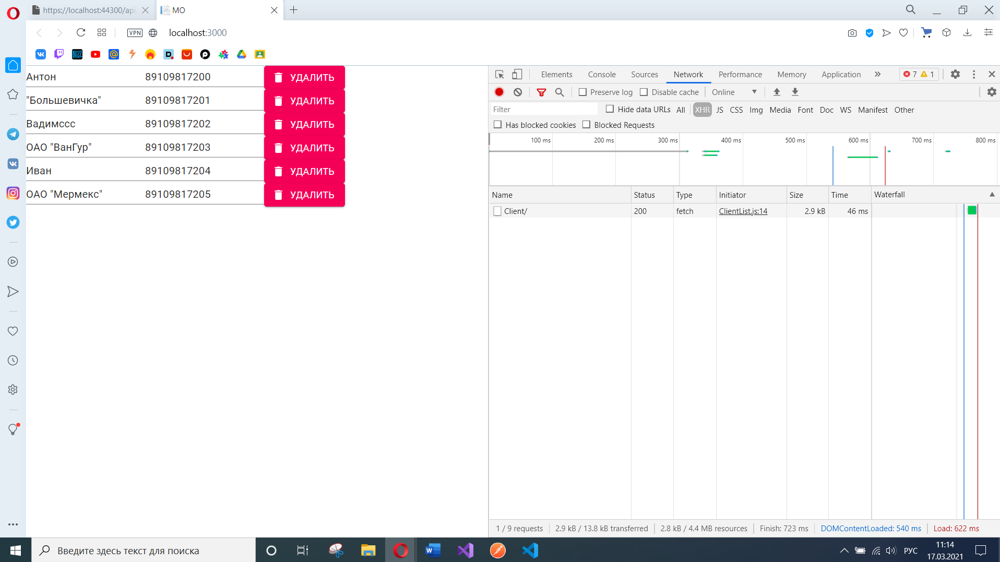 https://localhost:44300/api
MO
VPN
localhost:3000
Антон 89109817200 УДАЛИТЬ
"Большевичка" 89109817201 УДАЛИТЬ
Вадимссс 89109817202 УДАЛИТЬ
ОАО "ВанГур" 89109817203 УДАЛИТЬ
Иван 89109817204 УДАЛИТЬ
ОАО "Мермекс" 89109817205 УДАЛИТЬ
Elements Console Sources Network Performance Memory Application » 7 1
Preserve log Disable cache Online
Filter Hide data URLs All XHR JS CSS Img Media Font Doc WS Manifest Other
Has blocked cookies Blocked Requests
100 ms 200 ms 300 ms 400 ms 500 ms 600 ms 700 ms 800 ms
Name Status Type Initiator Size Time Waterfall
Client/ 200 fetch ClientList.js:14 2.9 kB 46 ms
1 / 9 requests 2.9 kB / 13.8 kB transferred 2.8 kB / 4.4 MB resources Finish: 723 ms DOMContentLoaded: 540 ms Load: 622 ms
Введите здесь текст для поиска
РУС
11:14
17.03.2021